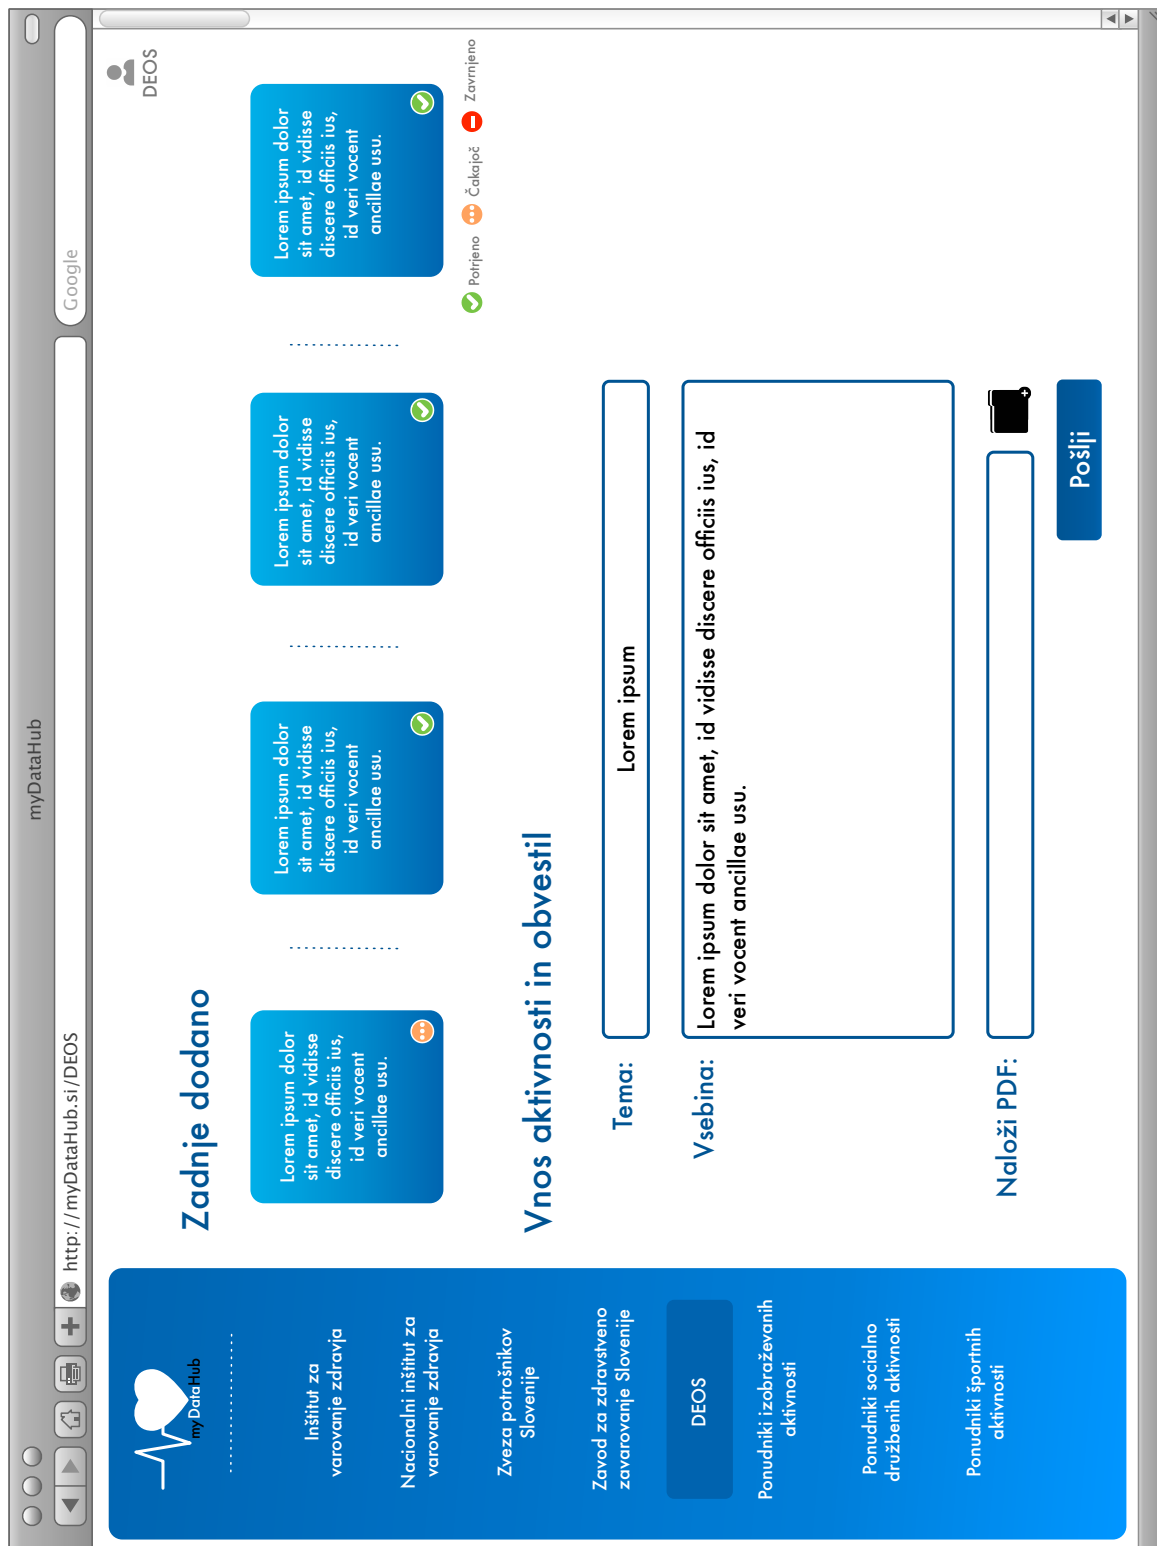 myDataHub
http://myDataHub.si/DEOS
Google
myDataHub
Inštitut za
varovanje zdravja
Nacionalni inštitut za
varovanje zdravja
Zveza potrošnikov
Slovenije
Zavod za zdravstveno
zavarovanje Slovenije
DEOS
Ponudniki izobraževanih
aktivnosti
Ponudniki socialno
družbenih aktivnosti
Ponudniki športnih
aktivnosti
DEOS
Zadnje dodano
Lorem ipsum dolor
sit amet, id vidisse
discere officiis ius,
id veri vocent
ancillae usu.
Lorem ipsum dolor
sit amet, id vidisse
discere officiis ius,
id veri vocent
ancillae usu.
Lorem ipsum dolor
sit amet, id vidisse
discere officiis ius,
id veri vocent
ancillae usu.
Lorem ipsum dolor
sit amet, id vidisse
discere officiis ius,
id veri vocent
ancillae usu.
Potrjeno Čakajoč Zavrnjeno
Vnos aktivnosti in obvestil
Tema:
Lorem ipsum
Vsebina:
Lorem ipsum dolor sit amet, id vidisse discere officiis ius, id
veri vocent ancillae usu.
Naloži PDF:
Pošlji